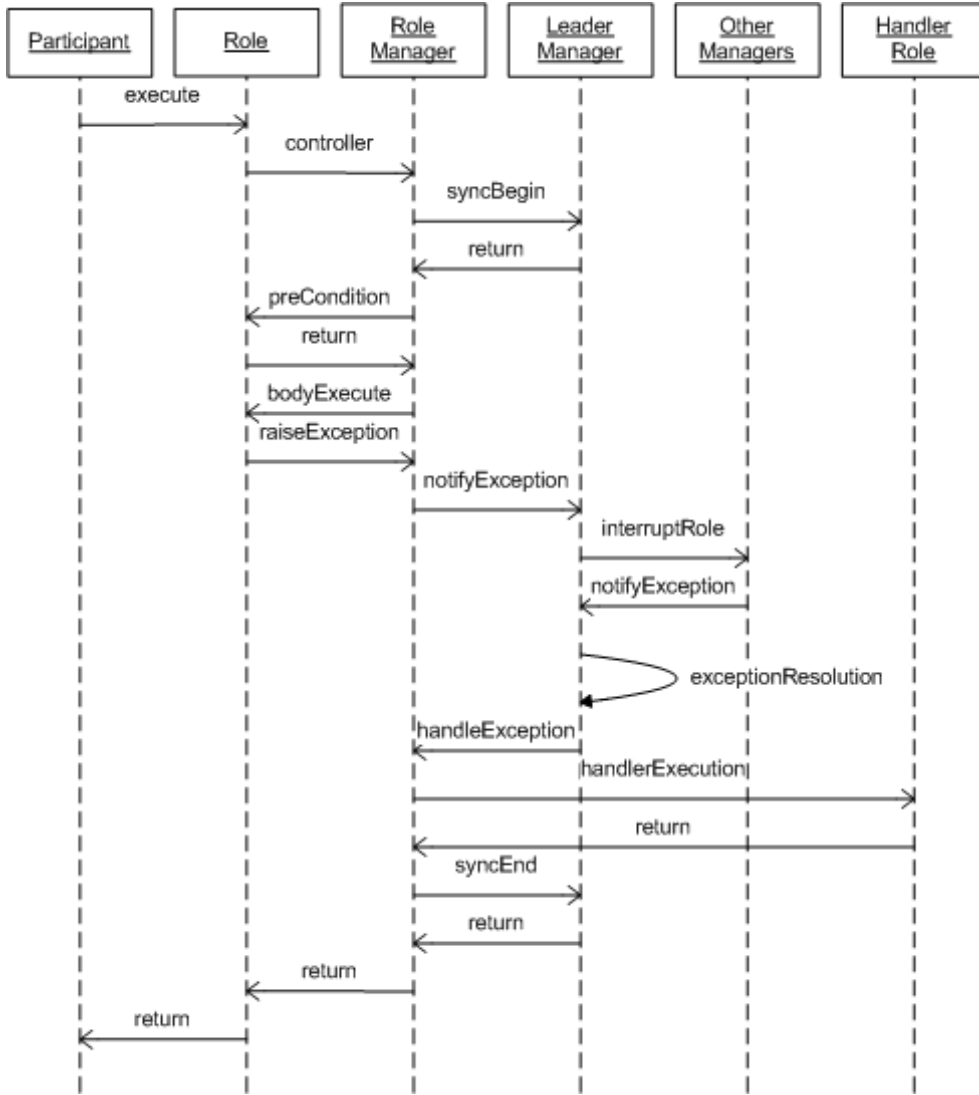 Participant
Role
Role
Manager
Leader
Manager
Other
Managers
Handler
Role
execute
controller
syncBegin
return
preCondition
return
bodyExecute
raiseException
notifyException
interruptRole
notifyException
exceptionResolution
handleException
handlerExecution
return
syncEnd
return
return
return